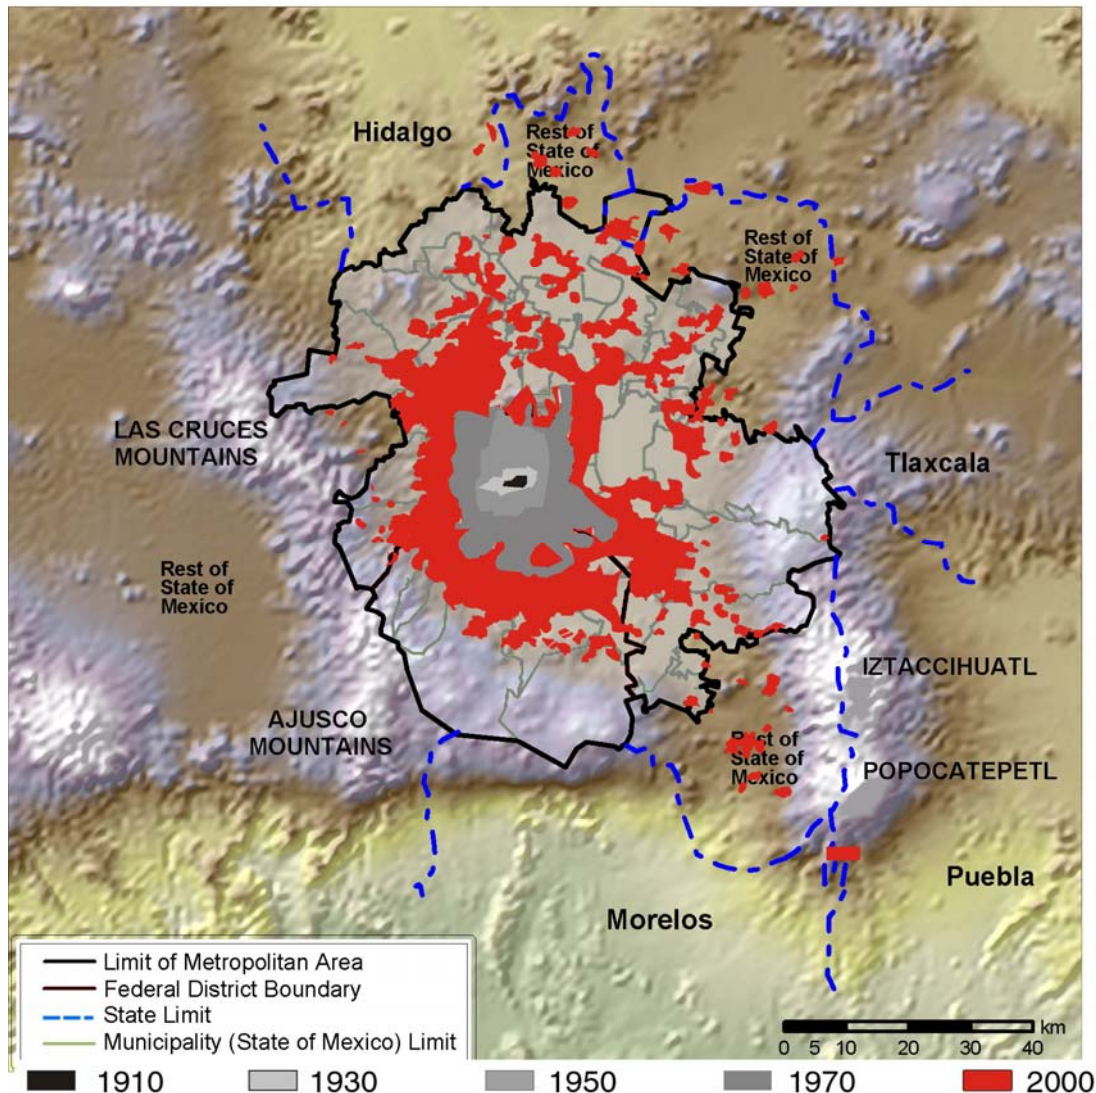 Hidalgo
Rest of
State of
Mexico
Rest of
State of
Mexico
LAS CRUCES
MOUNTAINS
Tlaxcala
Rest of
State of
Mexico
IZTACCIHUATL
AJUSCO
MOUNTAINS
Rest of
State of
Mexico
POPOCATEPETL
Puebla
Morelos
Limit of Metropolitan Area
Federal District Boundary
State Limit
Municipality (State of Mexico) Limit
km
0 5 10 20 30 40
1910 1930 1950 1970 2000